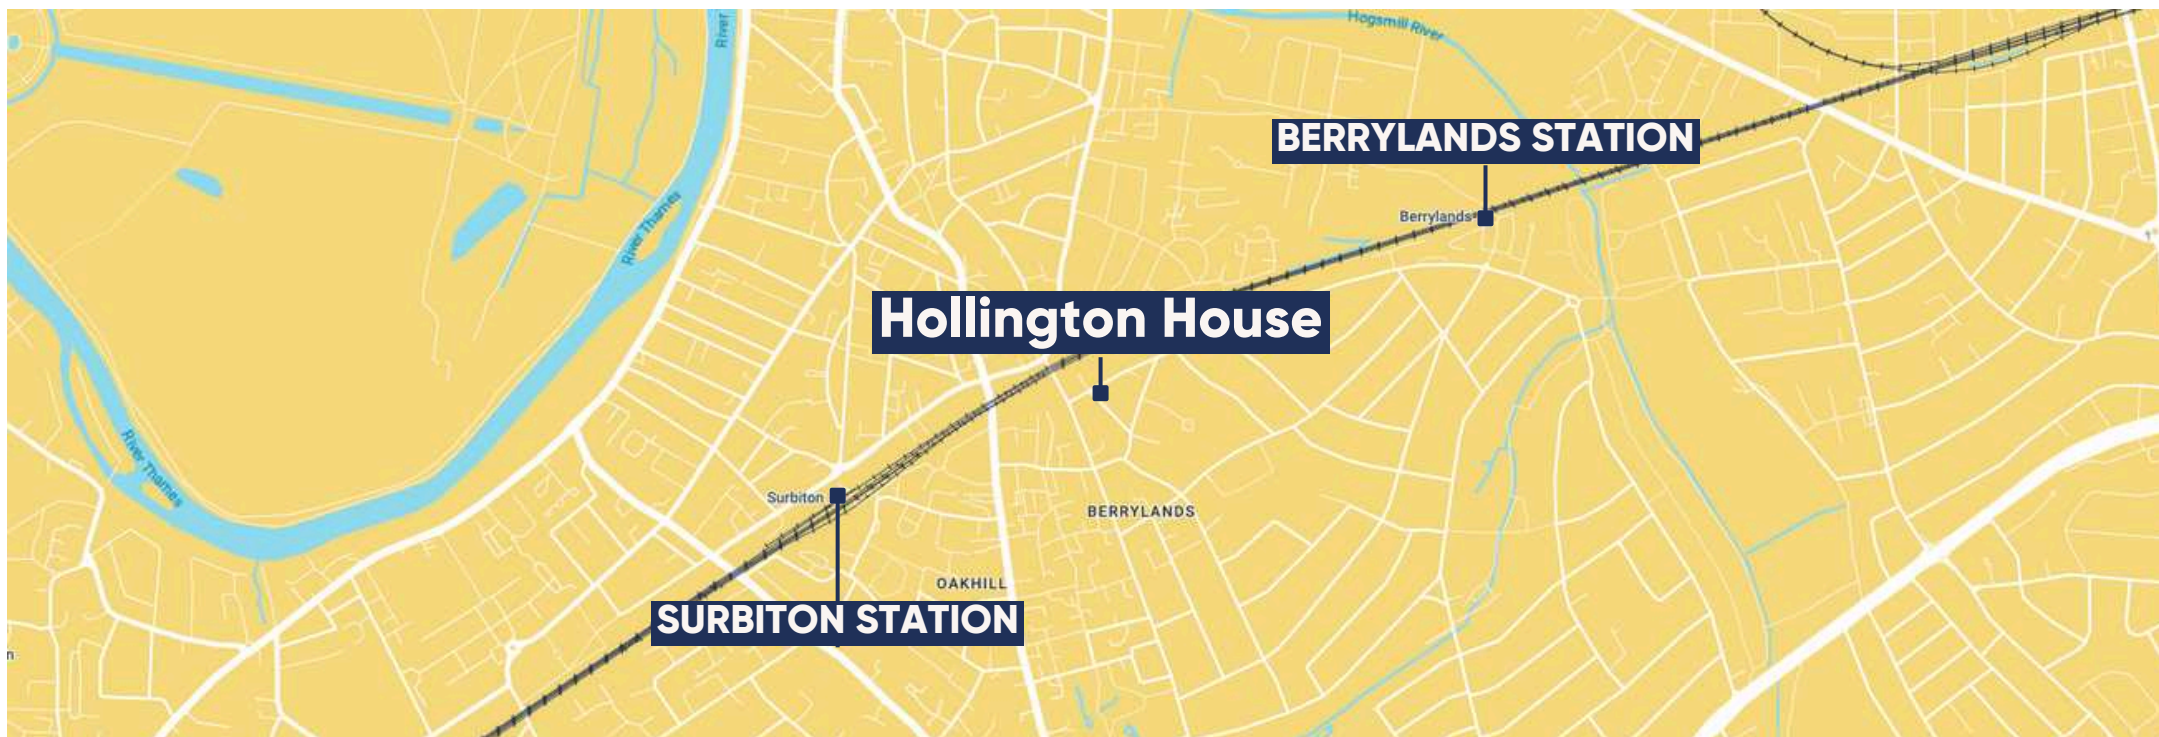 River
Hogsmill River
BERRYLANDS STATION
River Thames
Berrylands
Hollington House
River Thames
Surbiton
BERRYLANDS
OAKHILL
SURBITON STATION
n